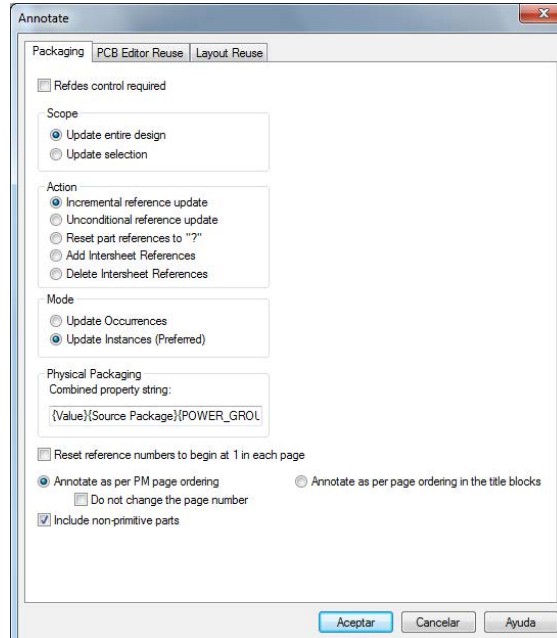 Annotate
Packaging PCB Editor Reuse Layout Reuse
Refdes control required
Scope
Update entire design
Update selection
Action
Incremental reference update
Unconditional reference update
Reset part references to "?"
Add Intersheet References
Delete Intersheet References
Mode
Update Occurrences
Update Instances (Preferred)
Physical Packaging
Combined property string:
{Value}{Source Package}{POWER_GROU
Reset reference numbers to begin at 1 in each page
Annotate as per PM page ordering Annotate as per page ordering in the title blocks
Do not change the page number
Include non-primitive parts
Aceptar Cancelar Ayuda